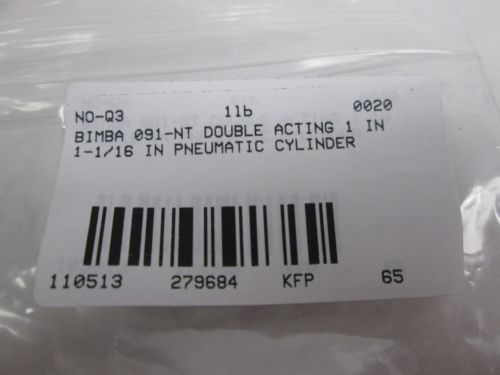 NO-Q3 11b 0020
BIMBA 091-NT DOUBLE ACTING 1 IN
1-1/16 IN PNEUMATIC CYLINDER
110513 279684 KFP 65